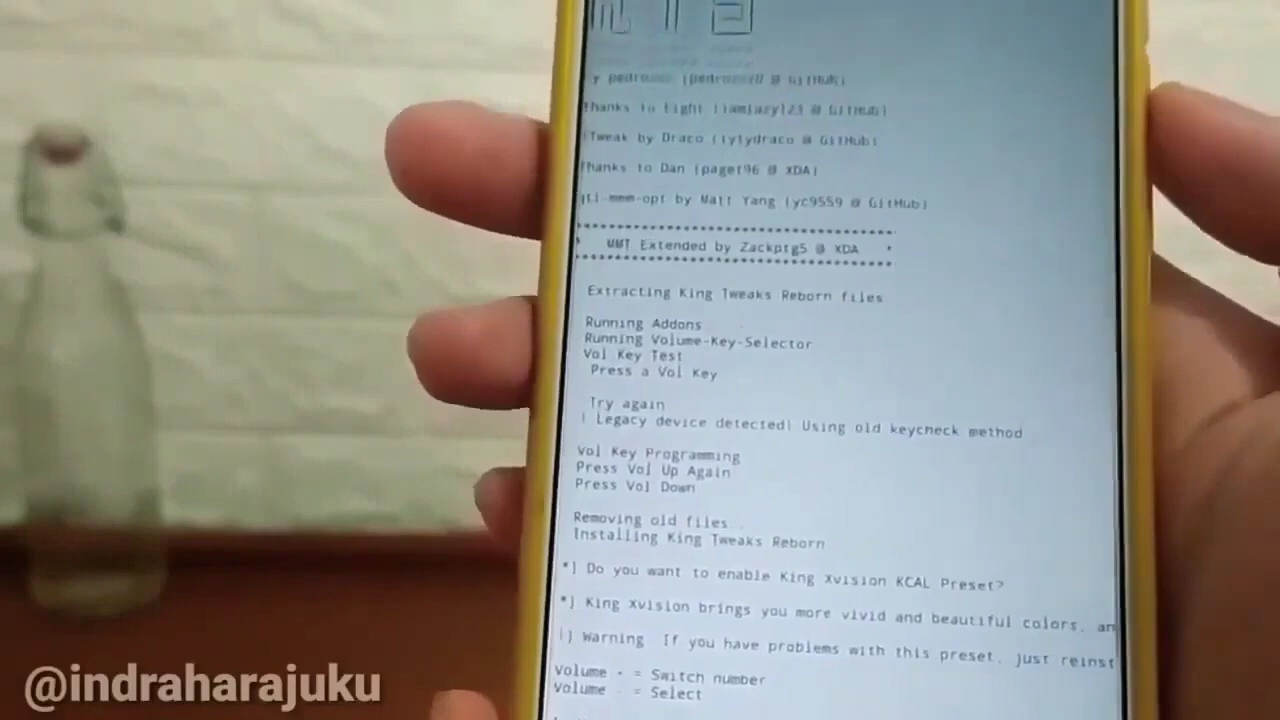 Thanks to Eight
Tweak by Draco (tytydraco @ GitHub)
Thanks to Dan (paget96 @ XDA)
qti-mem-opt by Matt Yang (yc9559 @ GitHub)
MMT Extended by Zackptg5 @ XDA
Extracting King Tweaks Reborn files
Running Addons
Running Volume-Key-Selector
Vol Key Test
Press a Vol Key
Try again
! Legacy device detected! Using old keycheck method
Vol Key Programming
Press Vol Up Again
Press Vol Down
Removing old files
Installing King Tweaks Reborn
*] Do you want to enable King Xvision KCAL Preset?
*] King Xvision brings you more vivid and beautiful colors, an
!] Warning If you have problems with this preset, just reinst
Volume + = Switch number
Volume - = Select
@indraharajuku